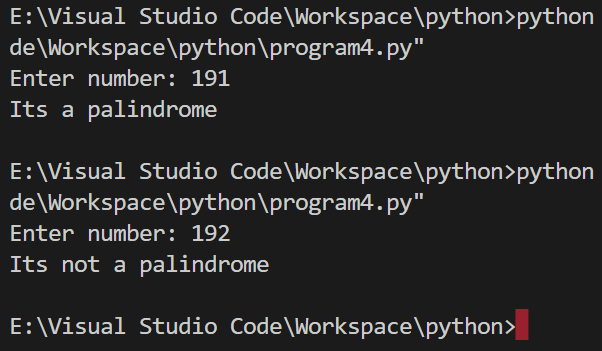 E:\Visual Studio Code\Workspace\python>python
de\Workspace\python\program4.py"
Enter number: 191
Its a palindrome
E:\Visual Studio Code\Workspace\python>python
de\Workspace\python\program4.py"
Enter number: 192
Its not a palindrome
E:\Visual Studio Code\Workspace\python>